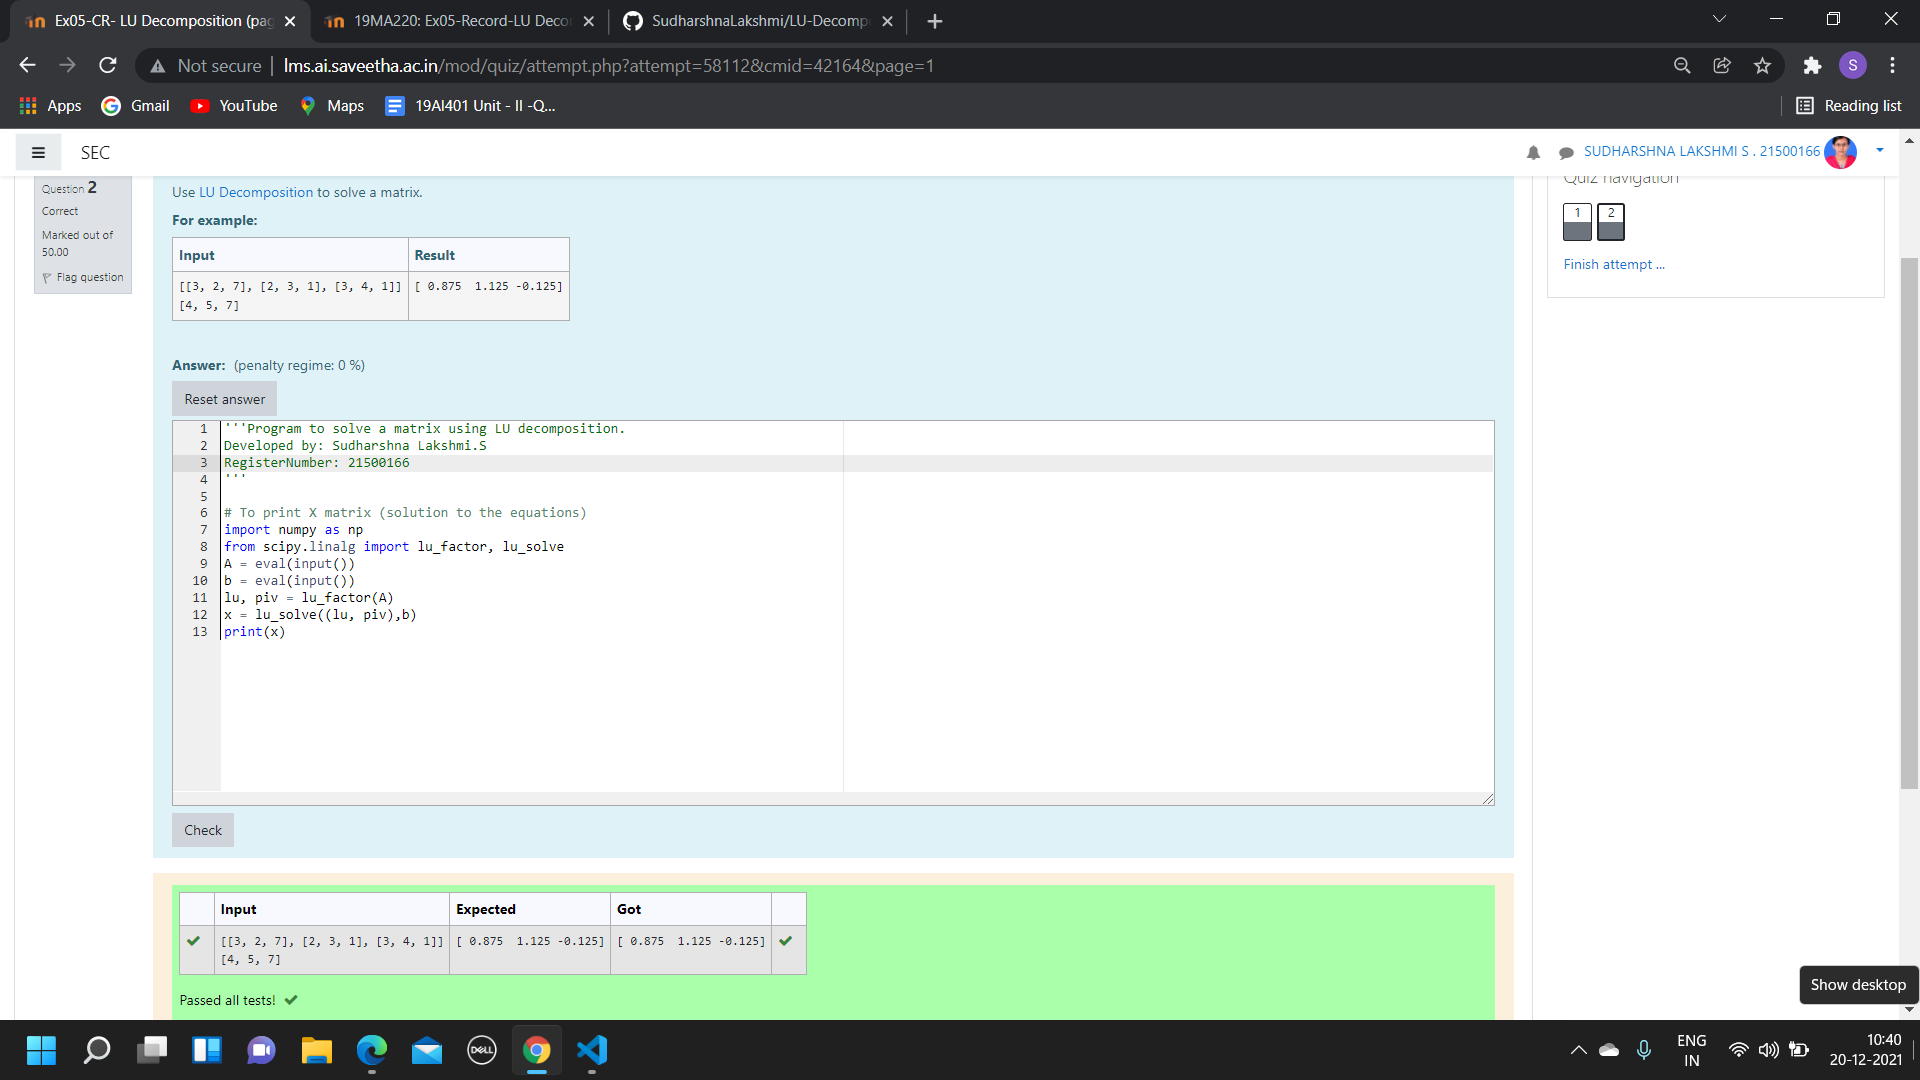 Ex05-CR- LU Decomposition (pag
19MA220: Ex05-Record-LU Decor
SudharshnaLakshmi/LU-Decomp
Not secure
lms.ai.saveetha.ac.in/mod/quiz/attempt.php?attempt=58112&cmid=42164&page=1
S
Apps
Gmail
YouTube
Maps
19AI401 Unit - II -Q...
Reading list
SEC
SUDHARSHNA LAKSHMI S . 21500166
Question 2
Correct
Marked out of
50.00
Flag question
Use LU Decomposition to solve a matrix.
For example:
Input Result
[[3, 2, 7], [2, 3, 1], [3, 4, 1]] [ 0.875  1.125 -0.125]
[4, 5, 7]
Answer: (penalty regime: 0 %)
Reset answer
1 '''Program to solve a matrix using LU decomposition.
2 Developed by: Sudharshna Lakshmi.S
3 RegisterNumber: 21500166
4 '''
5
6 # To print X matrix (solution to the equations)
7 import numpy as np
8 from scipy.linalg import lu_factor, lu_solve
9 A = eval(input())
10 b = eval(input())
11 lu, piv = lu_factor(A)
12 x = lu_solve((lu, piv),b)
13 print(x)
Check
Input Expected Got
[[3, 2, 7], [2, 3, 1], [3, 4, 1]] [ 0.875  1.125 -0.125] [ 0.875  1.125 -0.125]
[4, 5, 7]
Passed all tests!
Quiz navigation
1 2
Finish attempt ...
Show desktop
DELL
ENG
IN
10:40
20-12-2021